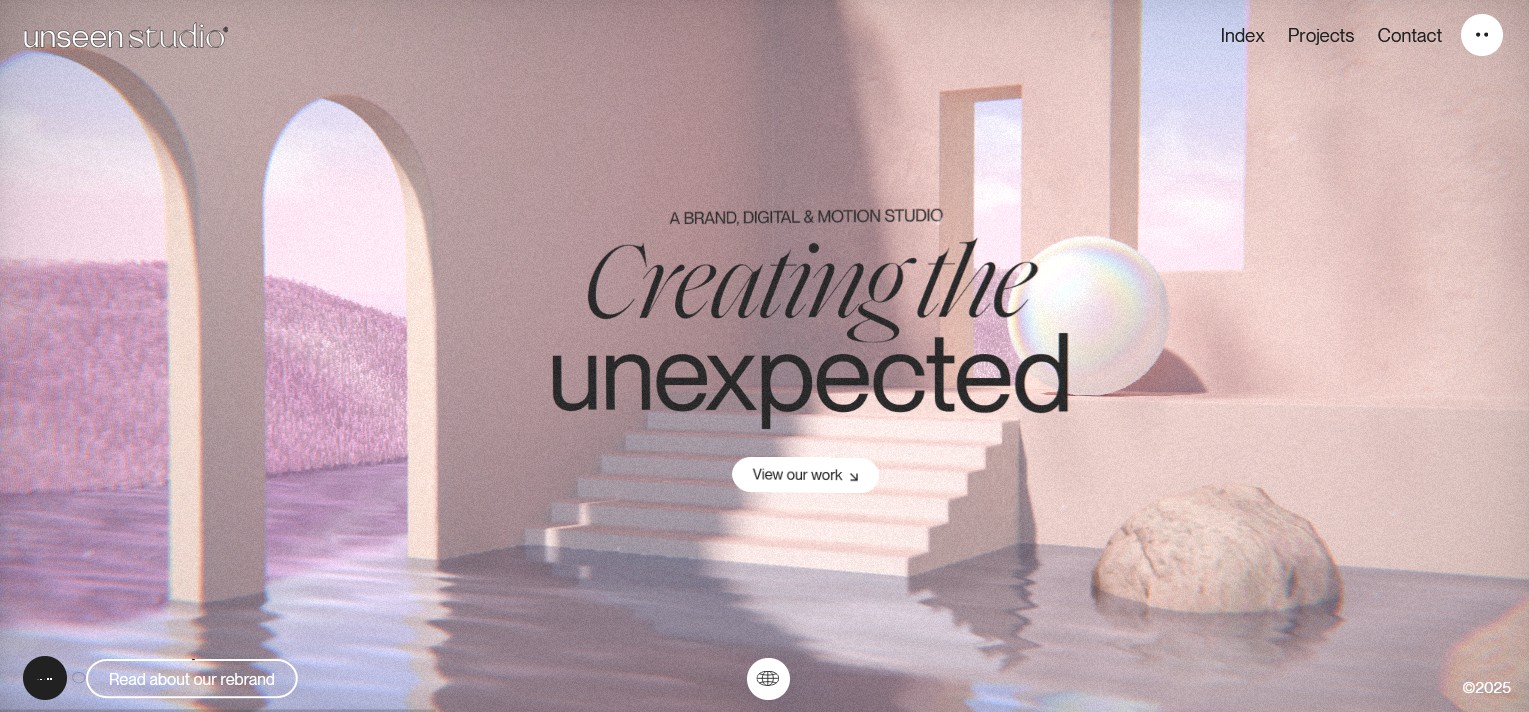 unseen studio
Index Projects Contact
A BRAND, DIGITAL & MOTION STUDIO
Creating the
unexpected
View our work
Read about our rebrand
©2025